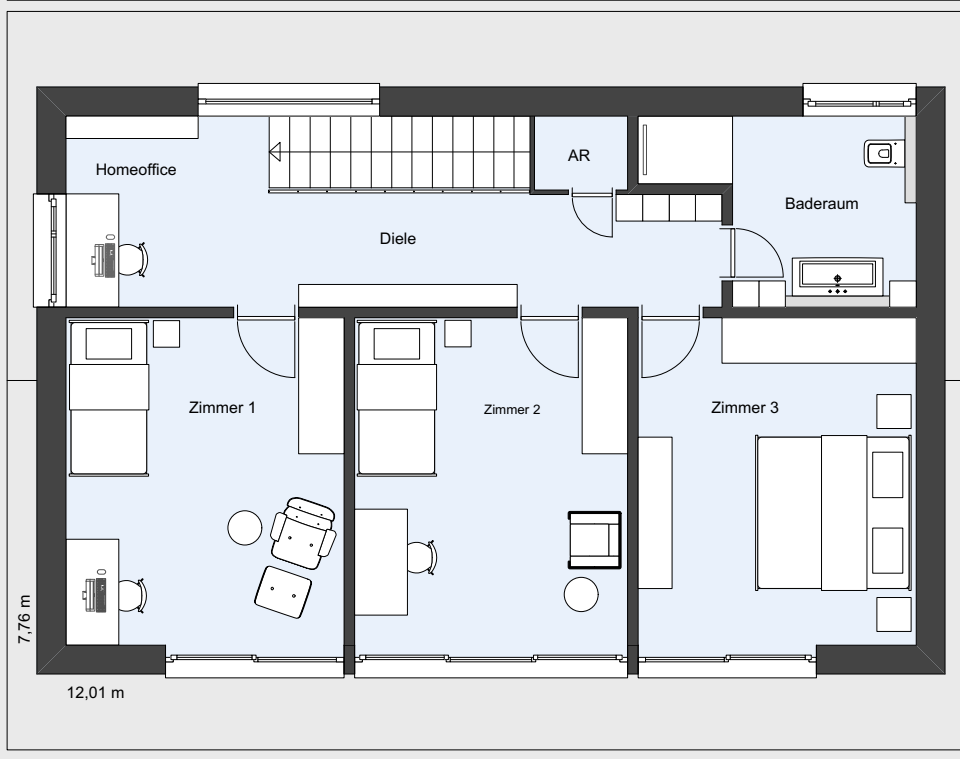 Homeoffice
AR
Baderaum
Diele
Zimmer 1
Zimmer 2
Zimmer 3
7,76 m
12,01 m